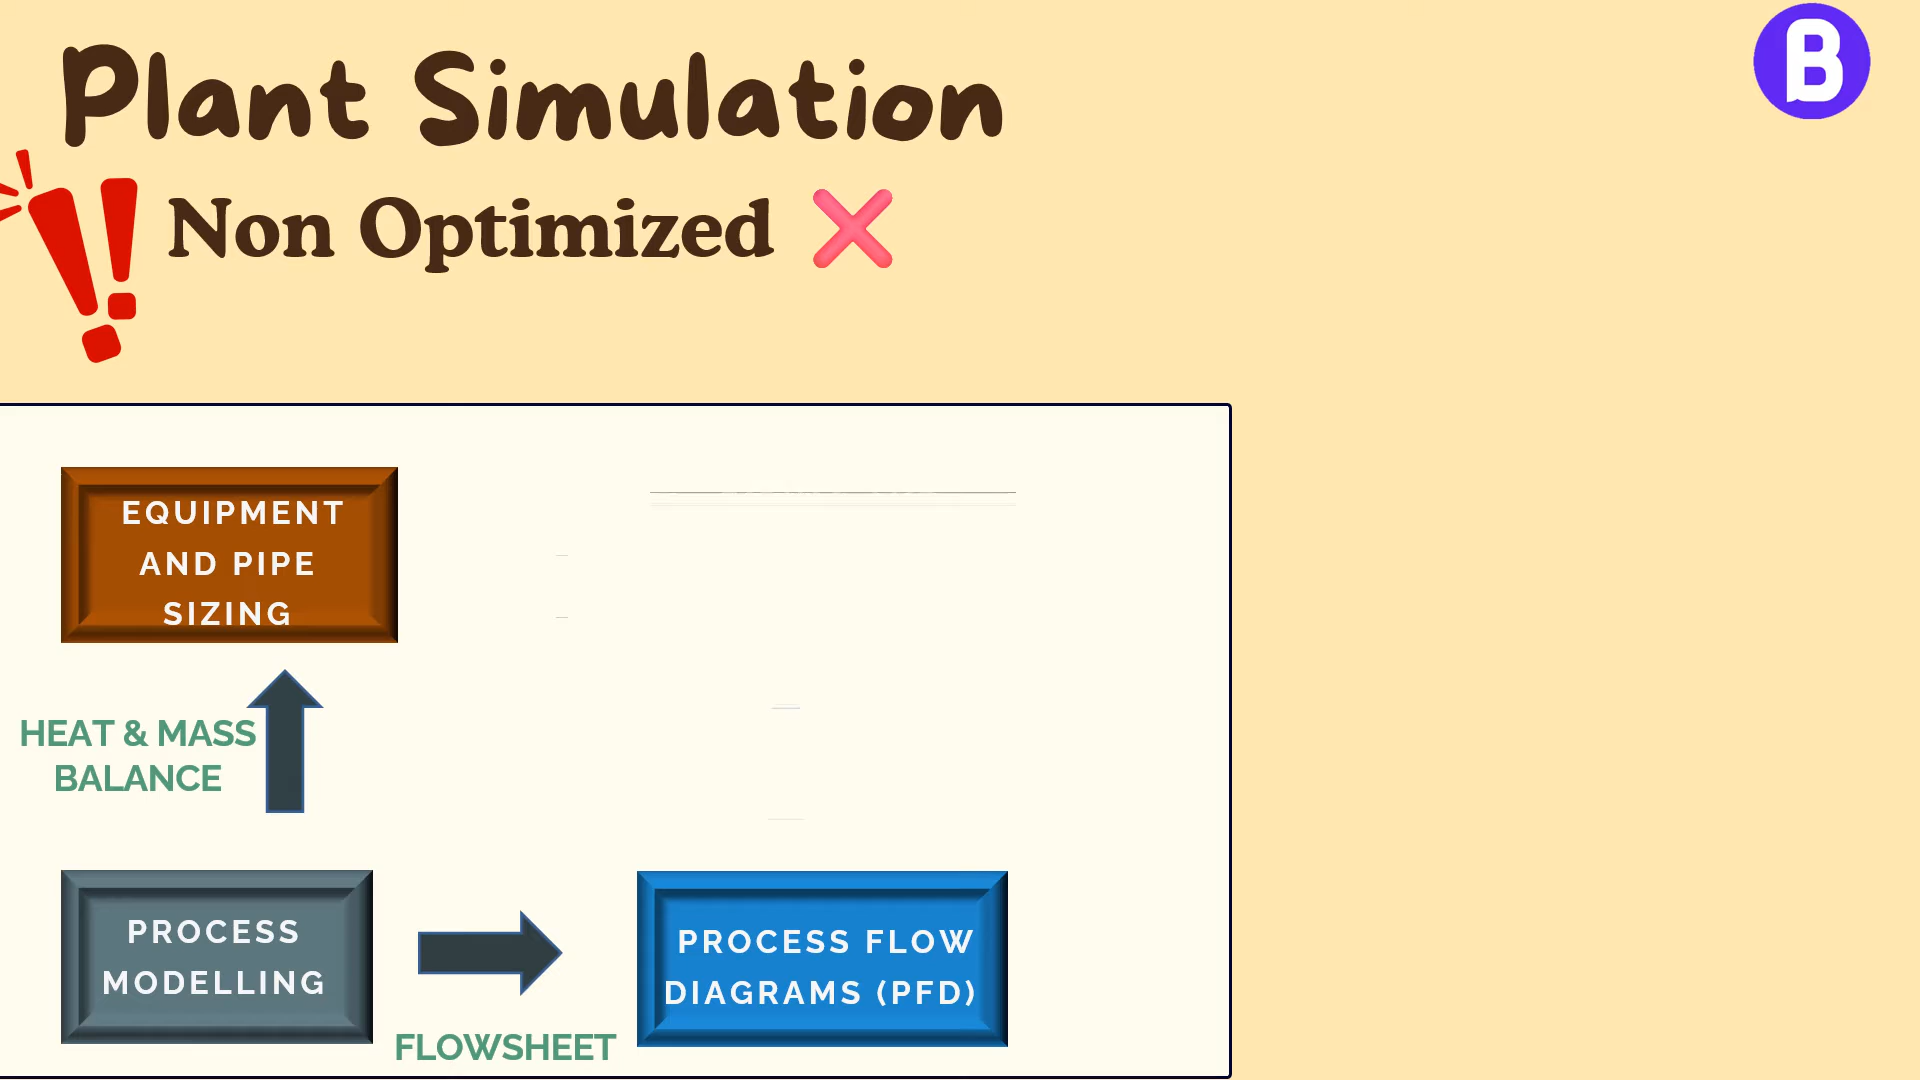 Plant Simulation
Non Optimized
B
EQUIPMENT
AND PIPE
SIZING
HEAT & MASS
BALANCE
PROCESS
MODELLING
FLOWSHEET
PROCESS FLOW
DIAGRAMS (PFD)